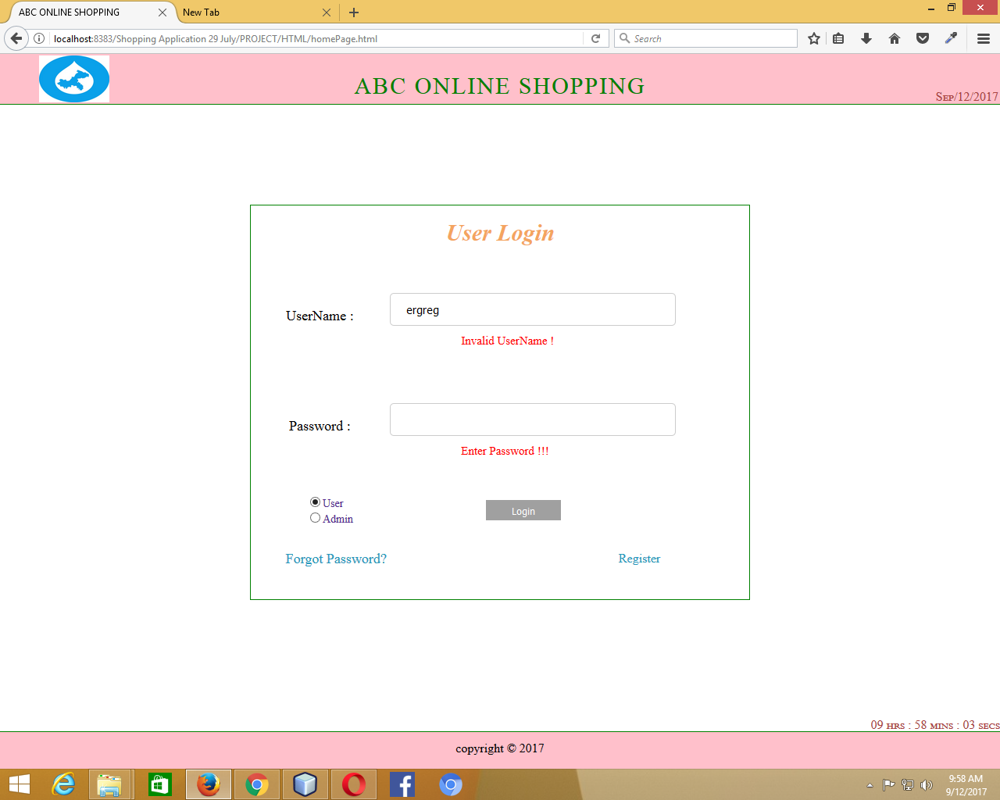 ABC ONLINE SHOPPING
New Tab
localhost:8383/Shopping Application 29 July/PROJECT/HTML/homePage.html
Search
ABC ONLINE SHOPPING
Sep/12/2017
User Login
UserName :
ergreg
Invalid UserName !
Password :
Enter Password !!!
User
Login
Admin
Forgot Password?
Register
09 hrs : 58 mins : 03 secs
copyright © 2017
9:58 AM
9/12/2017